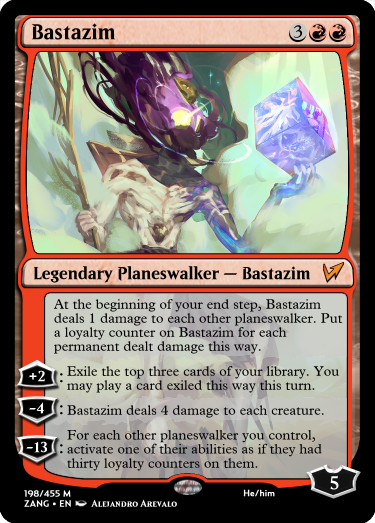 Bastazim 3
Legendary Planeswalker — Bastazim
At the beginning of your end step, Bastazim
deals 1 damage to each other planeswalker. Put
a loyalty counter on Bastazim for each
permanent dealt damage this way.
+2: Exile the top three cards of your library. You
may play a card exiled this way this turn.
-4: Bastazim deals 4 damage to each creature.
-13: For each other planeswalker you control,
activate one of their abilities as if they had
thirty loyalty counters on them.
5
198/455 M He/him
ZANG • EN Alejandro Arevalo